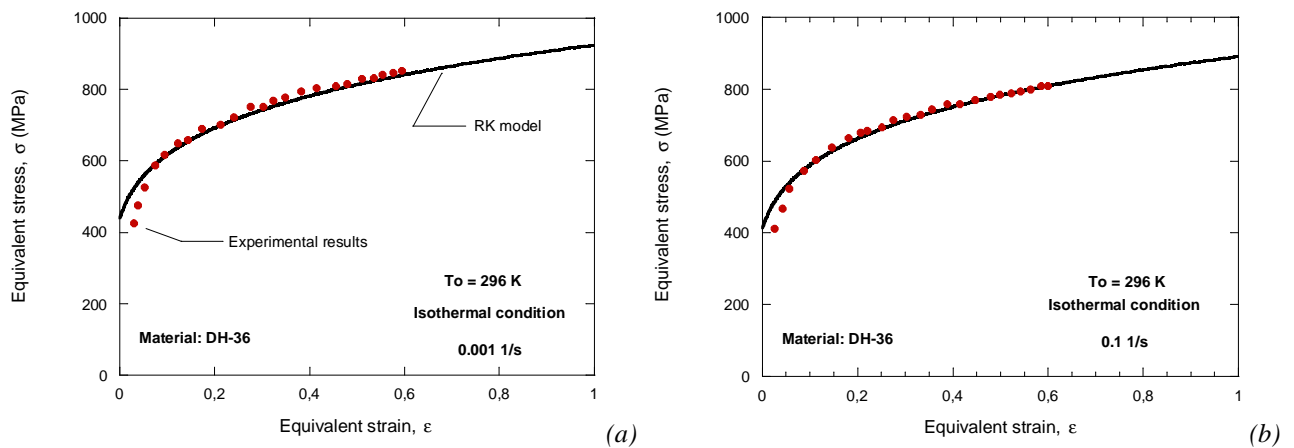 1000
800
600
400
200
0
Equivalent stress, σ (MPa)
RK model
Experimental results
To = 296 K
Isothermal condition
Material: DH-36
0.001 1/s
0
0,2
0,4
0,6
0,8
1
Equivalent strain, ε
(a)
1000
800
600
400
200
0
Equivalent stress, σ (MPa)
To = 296 K
Isothermal condition
Material: DH-36
0.1 1/s
0
0,2
0,4
0,6
0,8
1
Equivalent strain, ε
(b)